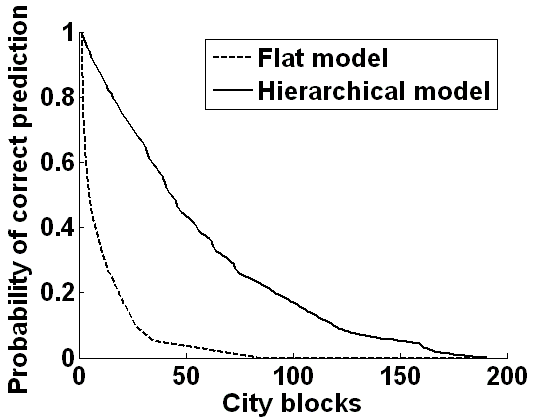 Probability of correct prediction
1
0.8
0.6
0.4
0.2
0
Flat model
Hierarchical model
0 50 100 150 200
City blocks